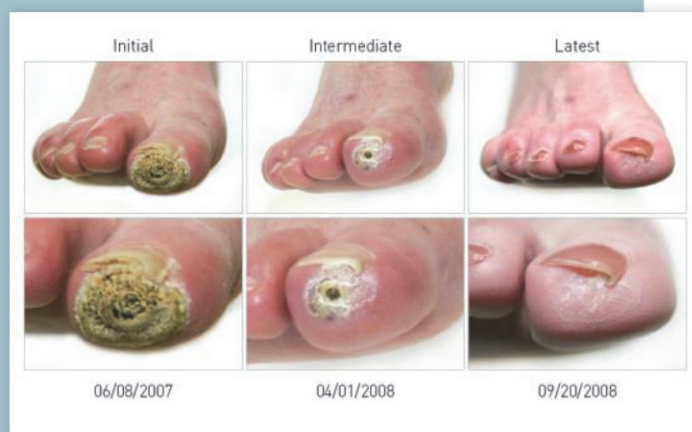 Initial
Intermediate
Latest
06/08/2007
04/01/2008
09/20/2008